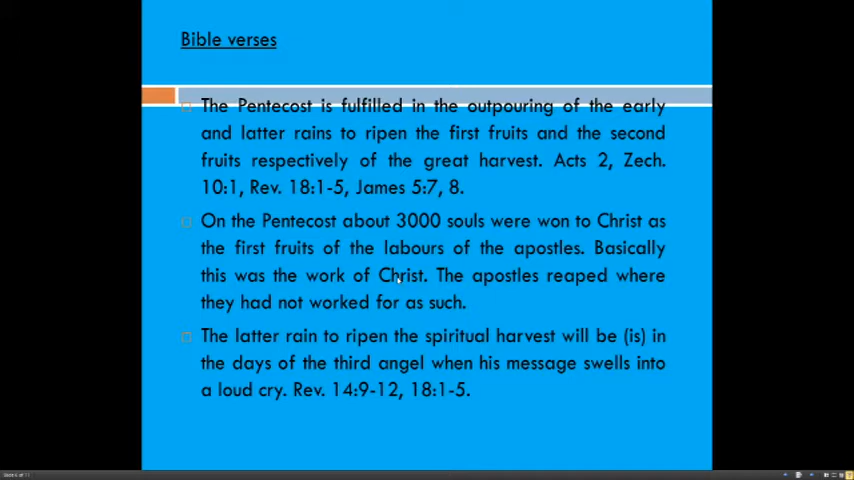 Bible verses
The Pentecost is fulfilled in the outpouring of the early
and latter rains to ripen the first fruits and the second
fruits respectively of the great harvest. Acts 2, Zech.
10:1, Rev. 18:1-5, James 5:7, 8.
On the Pentecost about 3000 souls were won to Christ as
the first fruits of the labours of the apostles. Basically
this was the work of Christ. The apostles reaped where
they had not worked for as such.
The latter rain to ripen the spiritual harvest will be (is) in
the days of the third angel when his message swells into
a loud cry. Rev. 14:9-12, 18:1-5.